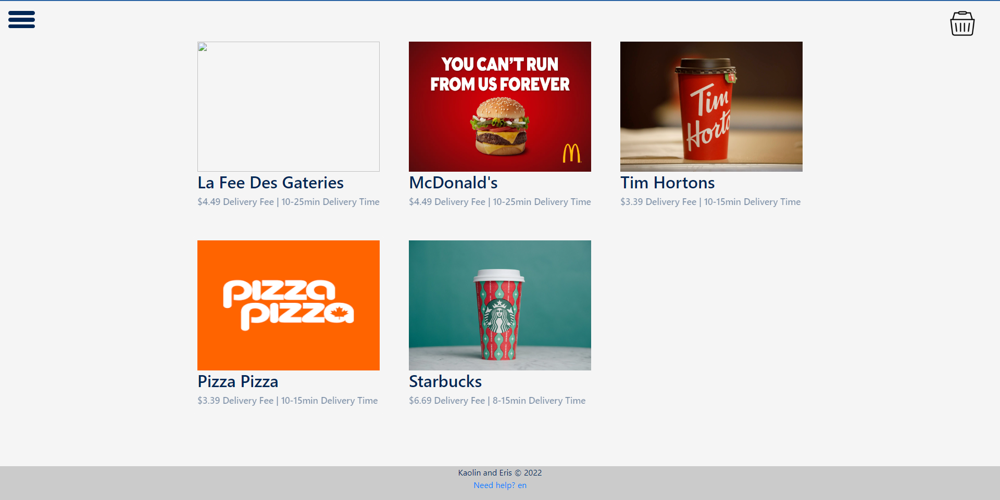 YOU CAN'T RUN
FROM US FOREVER
Tim
Horto
La Fee Des Gateries
$4.49 Delivery Fee | 10-25min Delivery Time
McDonald's
$4.49 Delivery Fee | 10-25min Delivery Time
Tim Hortons
$3.39 Delivery Fee | 10-15min Delivery Time
pizza
pizza
Pizza Pizza
$3.39 Delivery Fee | 10-15min Delivery Time
Starbucks
$6.69 Delivery Fee | 8-15min Delivery Time
Kaolin and Eris © 2022
Need help? en